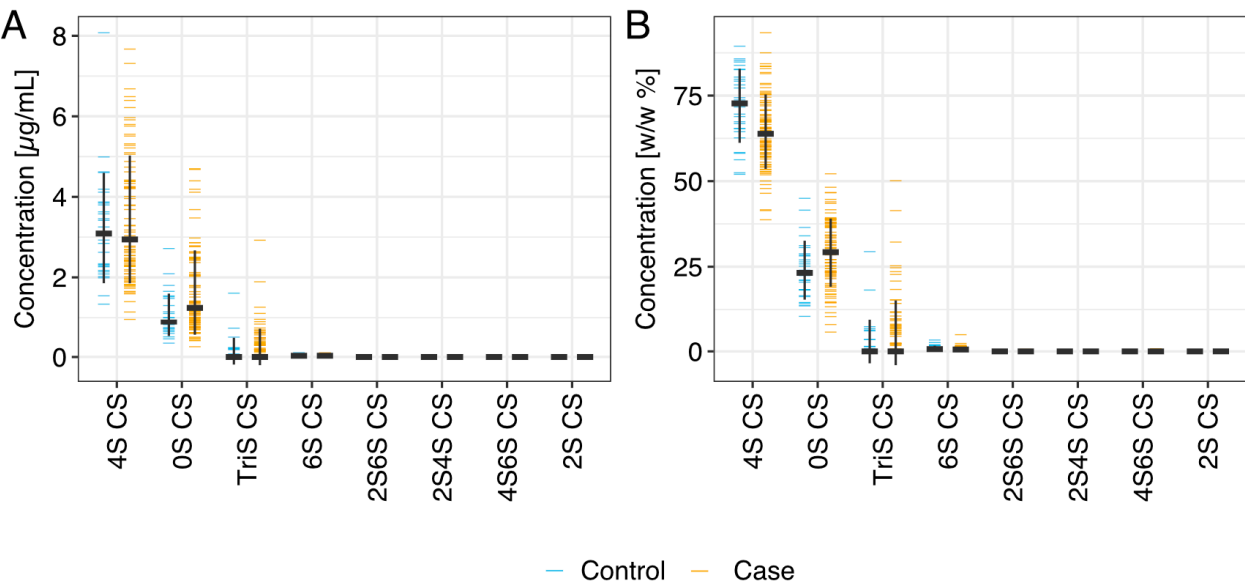 A
B
Concentration [µg/mL]
8
6
4
2
0
4S CS
0S CS
TriS CS
6S CS
2S6S CS
2S4S CS
4S6S CS
2S CS
Concentration [w/w %]
75
50
25
0
4S CS
0S CS
TriS CS
6S CS
2S6S CS
2S4S CS
4S6S CS
2S CS
Control
Case